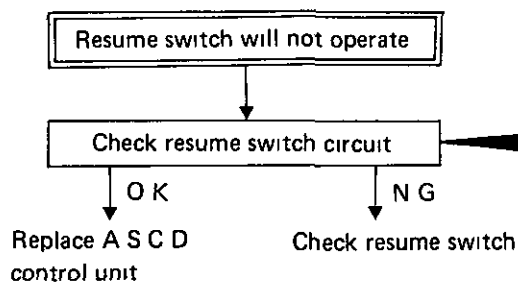 Resume switch will not operate
Check resume switch circuit
O K
N G
Replace A S C D
control unit
Check resume switch